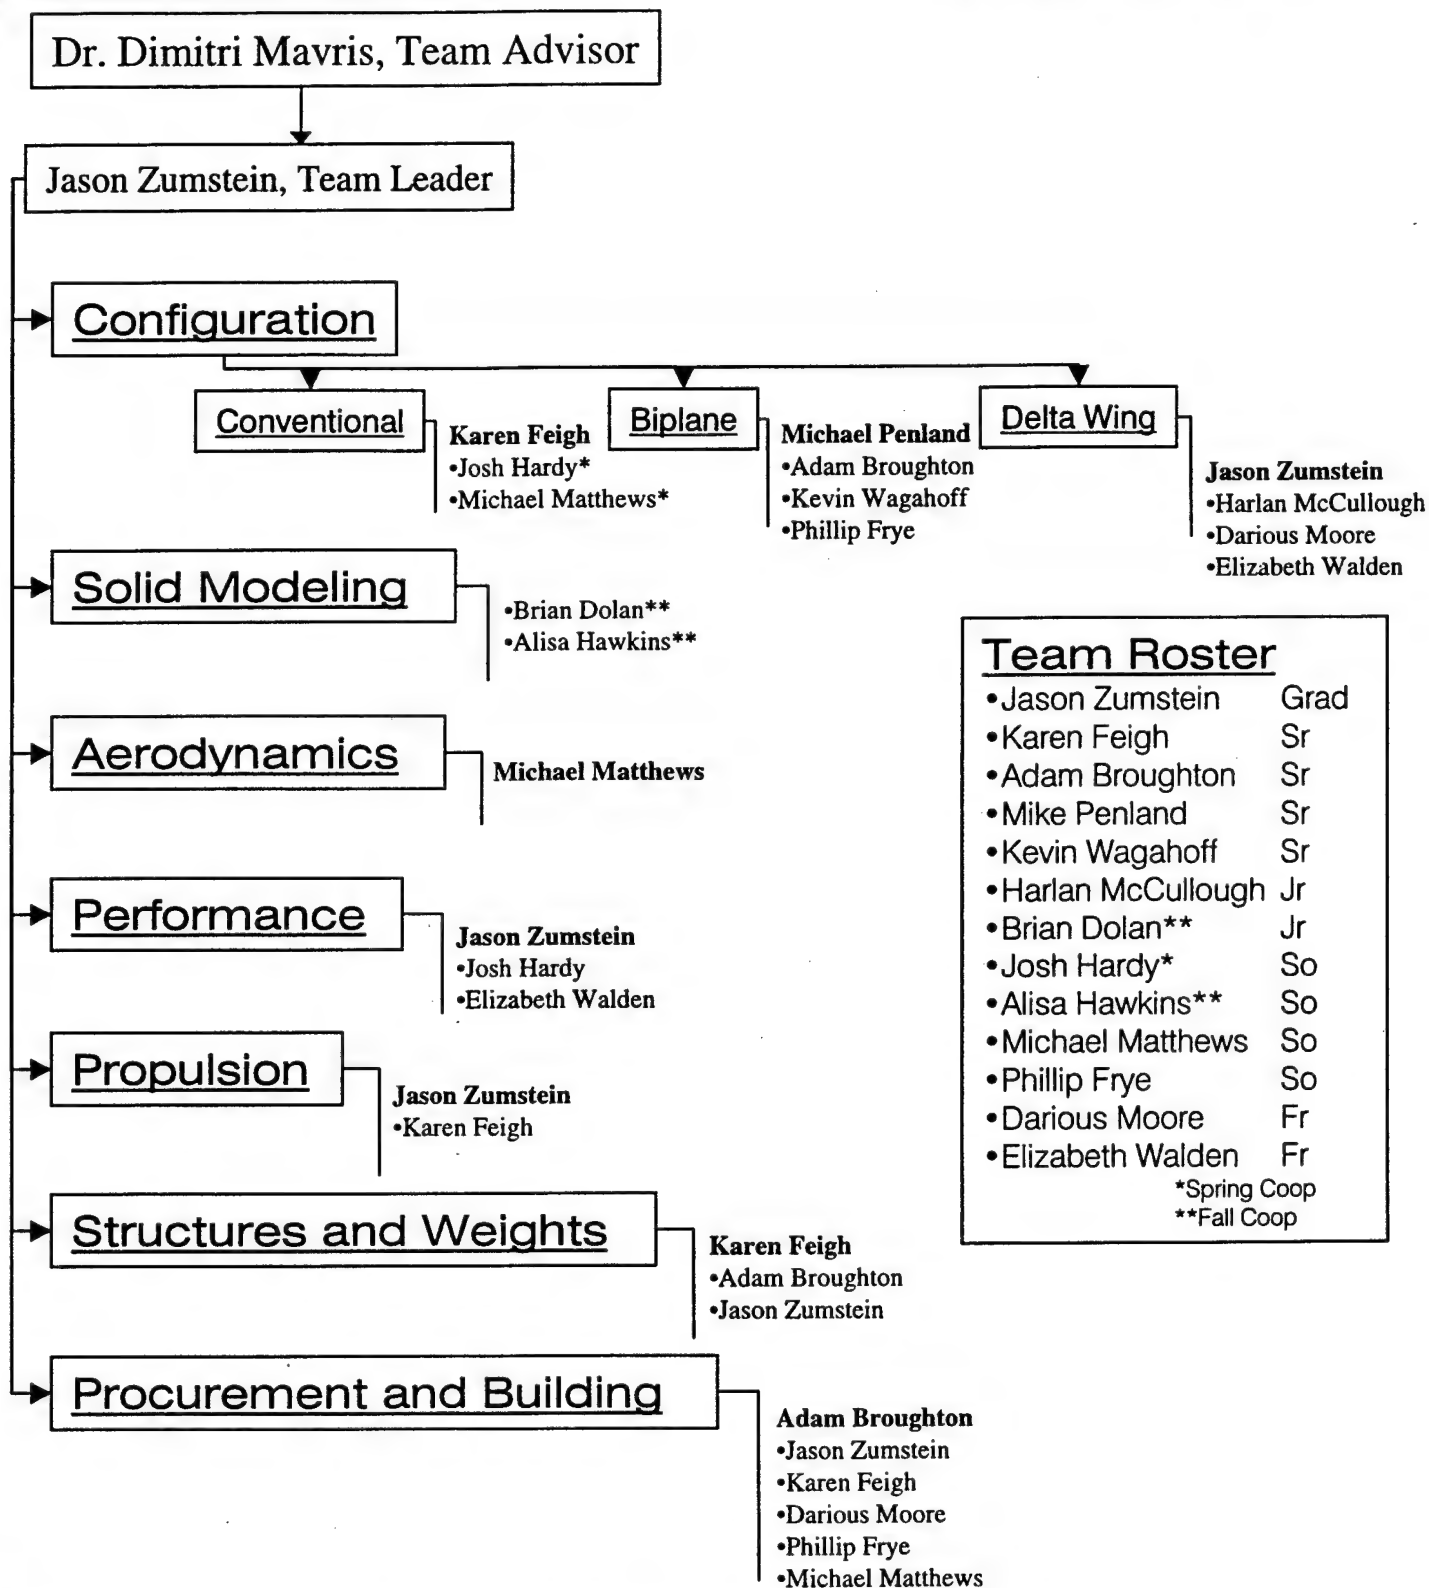 Dr. Dimitri Mavris, Team Advisor
Jason Zumstein, Team Leader
Configuration
Conventional
Karen Feigh
•Josh Hardy*
•Michael Matthews*
Biplane
Michael Penland
•Adam Broughton
•Kevin Wagahoff
•Phillip Frye
Delta Wing
Jason Zumstein
•Harlan McCullough
•Darious Moore
•Elizabeth Walden
Solid Modeling
•Brian Dolan**
•Alisa Hawkins**
Aerodynamics
Michael Matthews
Performance
Jason Zumstein
•Josh Hardy
•Elizabeth Walden
Propulsion
Jason Zumstein
•Karen Feigh
Structures and Weights
Karen Feigh
•Adam Broughton
•Jason Zumstein
Procurement and Building
Adam Broughton
•Jason Zumstein
•Karen Feigh
•Darious Moore
•Phillip Frye
•Michael Matthews
Team Roster
•Jason Zumstein Grad
•Karen Feigh Sr
•Adam Broughton Sr
•Mike Penland Sr
•Kevin Wagahoff Sr
•Harlan McCullough Jr
•Brian Dolan** Jr
•Josh Hardy* So
•Alisa Hawkins** So
•Michael Matthews So
•Phillip Frye So
•Darious Moore Fr
•Elizabeth Walden Fr
*Spring Coop
**Fall Coop